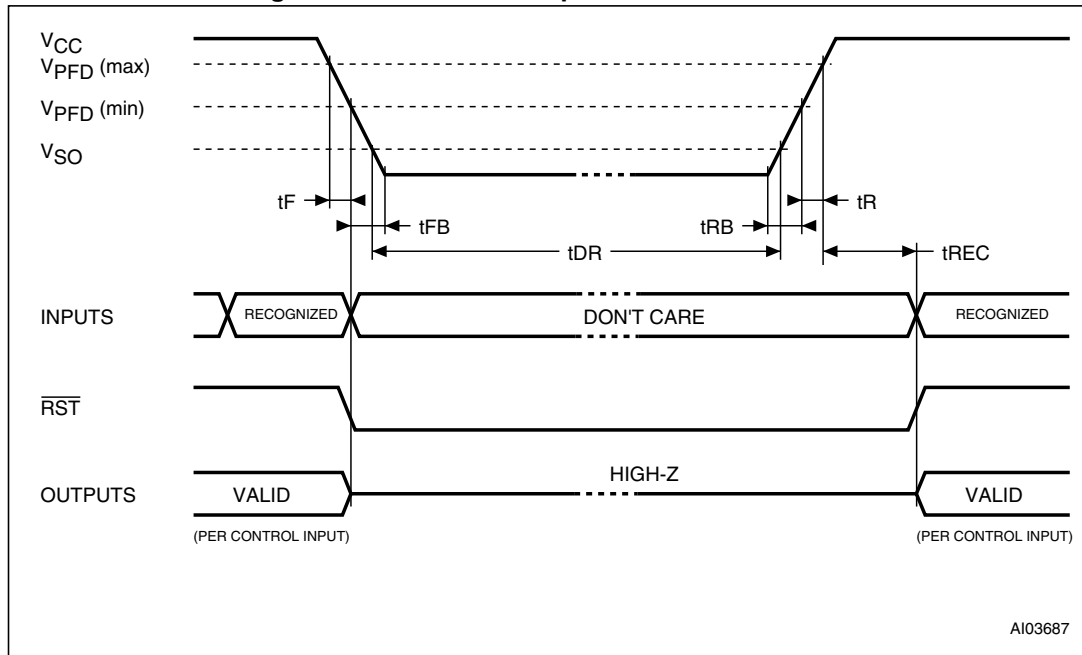 VCC
VPFD (max)
VPFD (min)
VSO
tF
tFB
tDR
tRB
tR
tREC
INPUTS
RECOGNIZED
DON'T CARE
RECOGNIZED
RST
HIGH-Z
OUTPUTS
VALID
VALID
(PER CONTROL INPUT)
(PER CONTROL INPUT)
AI03687